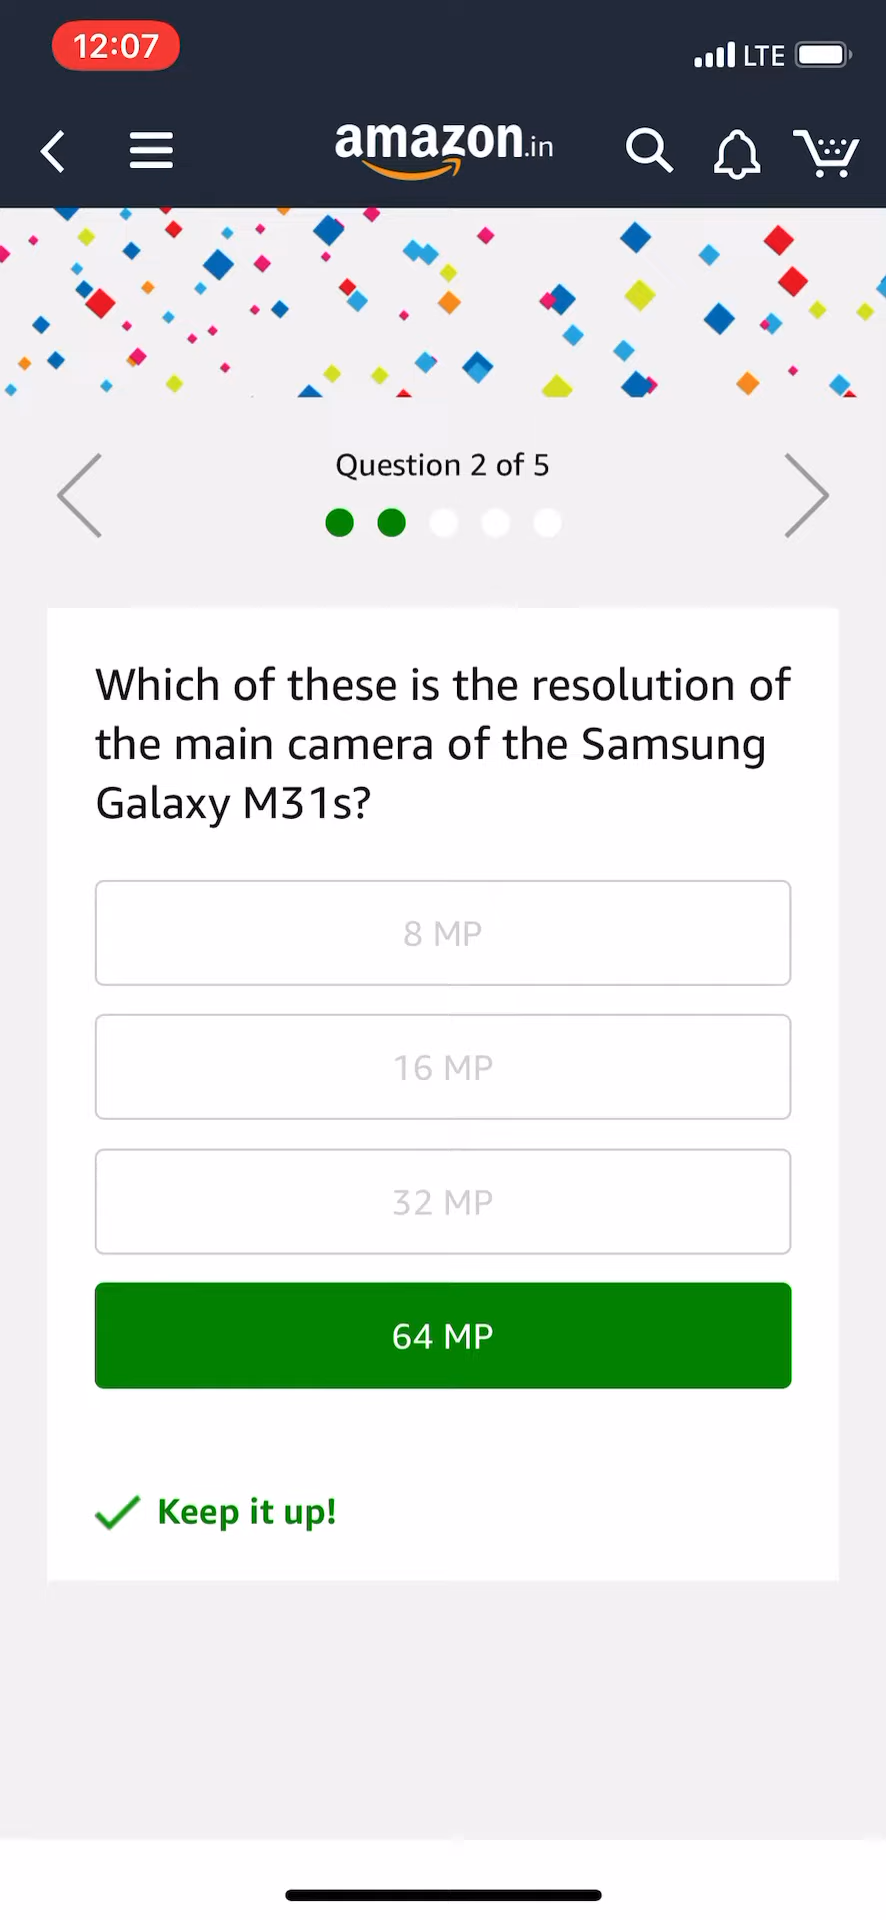 12:07
LTE
amazon.in
Question 2 of 5
Which of these is the resolution of
the main camera of the Samsung
Galaxy M31s?
8 MP
16 MP
32 MP
64 MP
Keep it up!